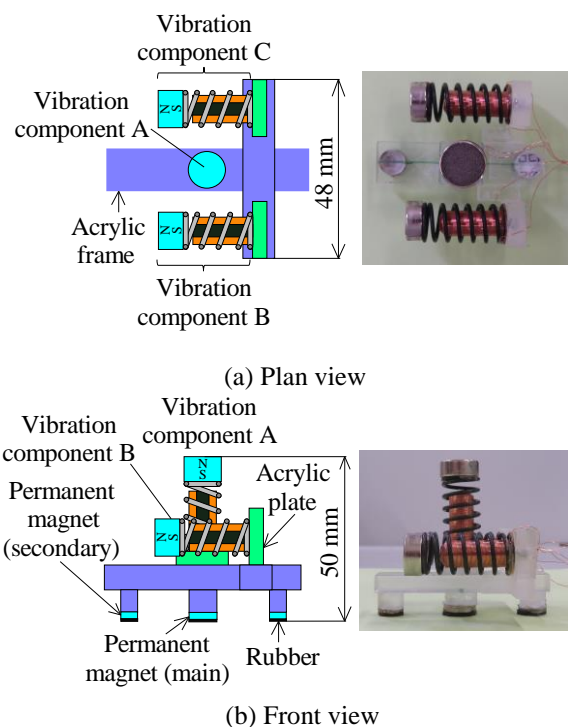 Vibration
component C
Vibration
component A
N
S
48 mm
Acrylic
frame
N
S
Vibration
component B
(a) Plan view
Vibration
component A
Vibration
component B
N
S
Acrylic
plate
Permanent
magnet
(secondary)
N
S
50 mm
Permanent
magnet (main)
Rubber
(b) Front view